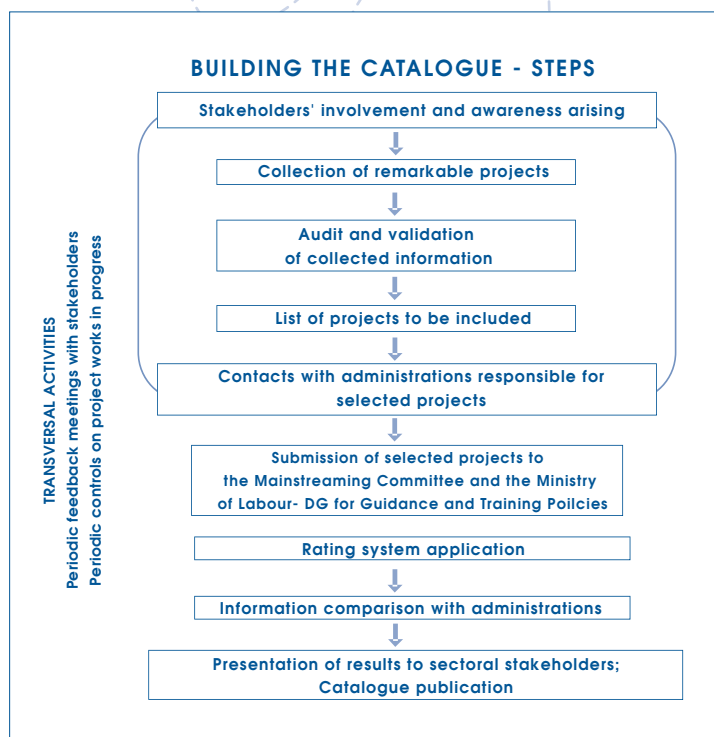 BUILDING THE CATALOGUE - STEPS
Stakeholders' involvement and awareness arising
Collection of remarkable projects
Audit and validation
of collected information
List of projects to be included
Contacts with administrations responsible for
selected projects
Submission of selected projects to
the Mainstreaming Committee and the Ministry
of Labour- DG for Guidance and Training Poilcies
Rating system application
Information comparison with administrations
Presentation of results to sectoral stakeholders;
Catalogue publication
TRANSVERSAL ACTIVITIES
Periodic feedback meetings with stakeholders
Periodic controls on project works in progress